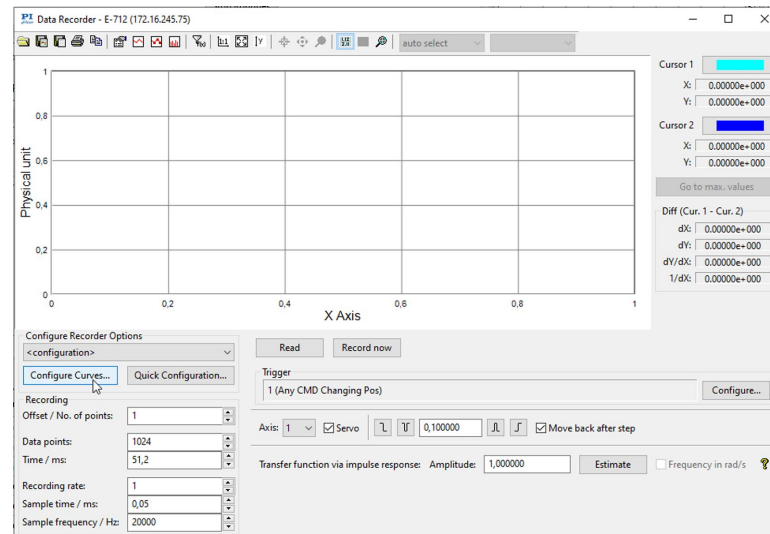 PI Data Recorder - E-712 (172.16.245.75)
auto select
Cursor 1
X: 0.00000e+000
Y: 0.00000e+000
Cursor 2
X: 0.00000e+000
Y: 0.00000e+000
Go to max. values
Diff (Cur. 1 - Cur. 2)
dX: 0.00000e+000
dY: 0.00000e+000
dY/dX: 0.00000e+000
1/dX: 0.00000e+000
Physical unit
1
0,8
0,6
0,4
0,2
0
0 0,2 0,4 0,6 0,8 1
X Axis
Configure Recorder Options
<configuration>
Configure Curves... Quick Configuration...
Recording
Offset / No. of points: 1
Data points: 1024
Time / ms: 51,2
Recording rate: 1
Sample time / ms: 0,05
Sample frequency / Hz: 20000
Read Record now
Trigger
1 (Any CMD Changing Pos) Configure...
Axis: 1 Servo 0,100000 Move back after step
Transfer function via impulse response: Amplitude: 1,000000 Estimate Frequency in rad/s ?